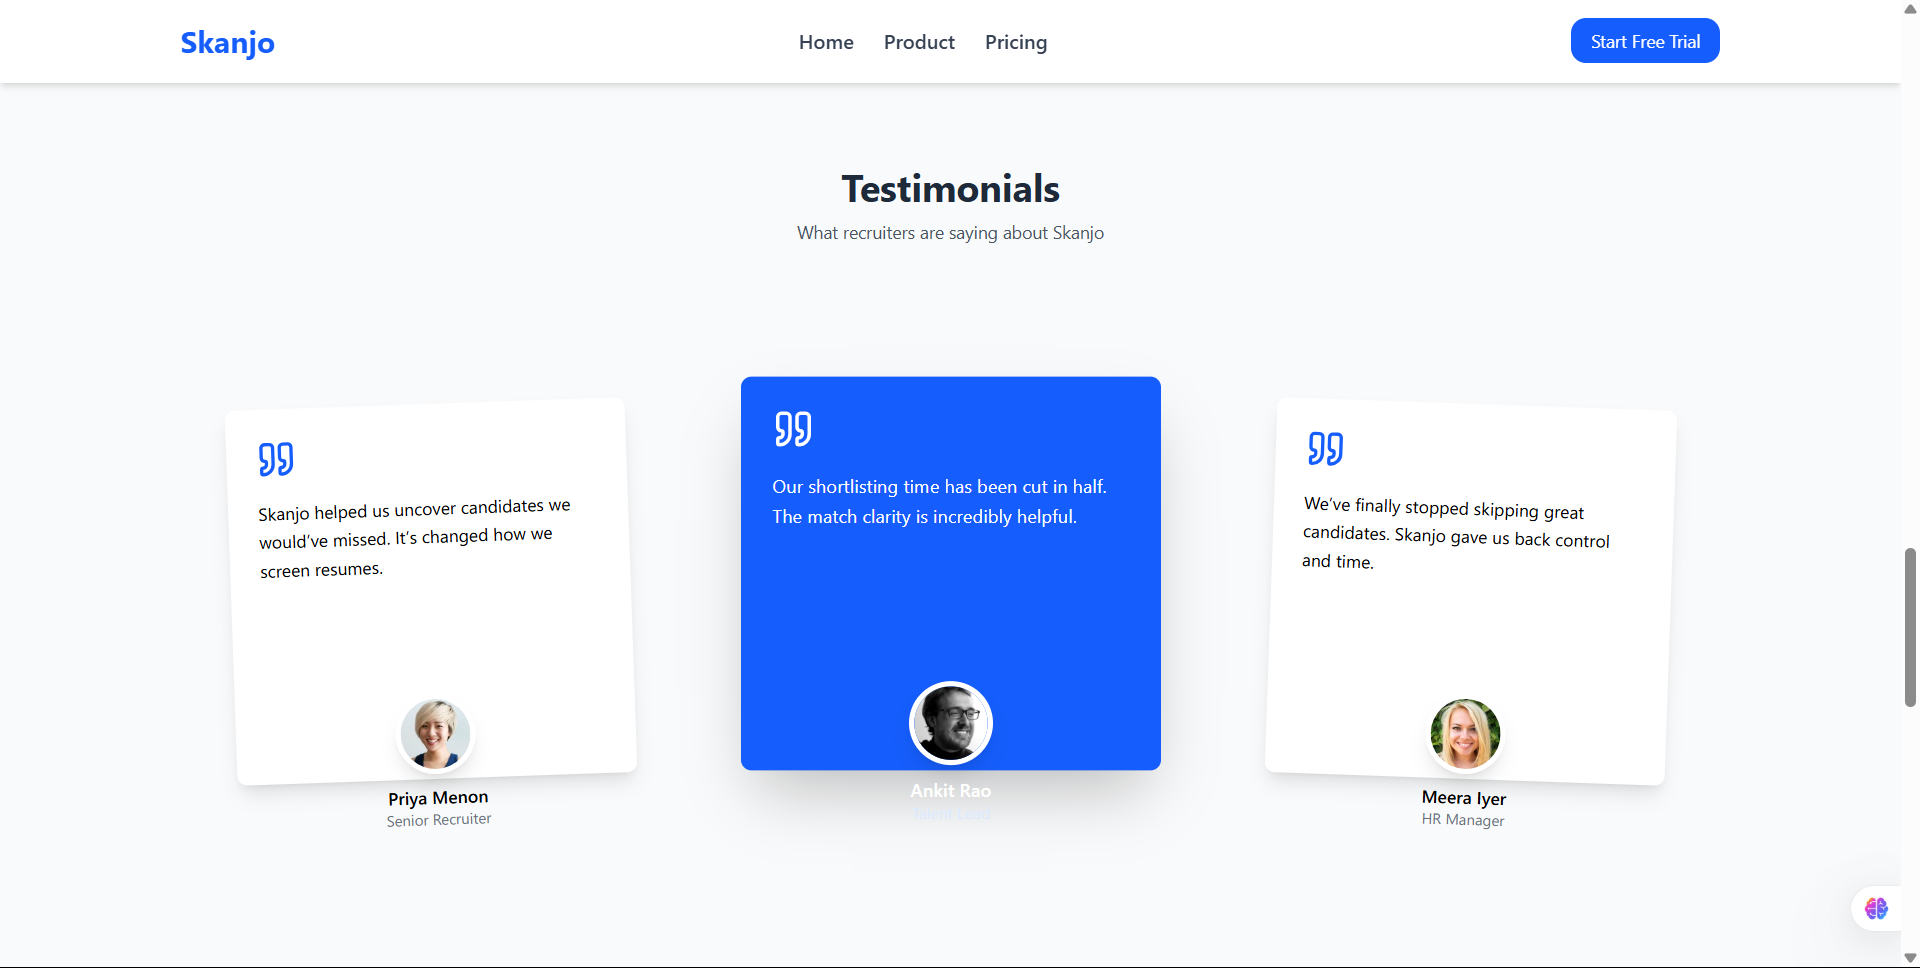 Skanjo
Home
Product
Pricing
Start Free Trial
Testimonials
What recruiters are saying about Skanjo
Skanjo helped us uncover candidates we
would’ve missed. It’s changed how we
screen resumes.
Priya Menon
Senior Recruiter
Our shortlisting time has been cut in half.
The match clarity is incredibly helpful.
Ankit Rao
Talent Lead
We’ve finally stopped skipping great
candidates. Skanjo gave us back control
and time.
Meera Iyer
HR Manager